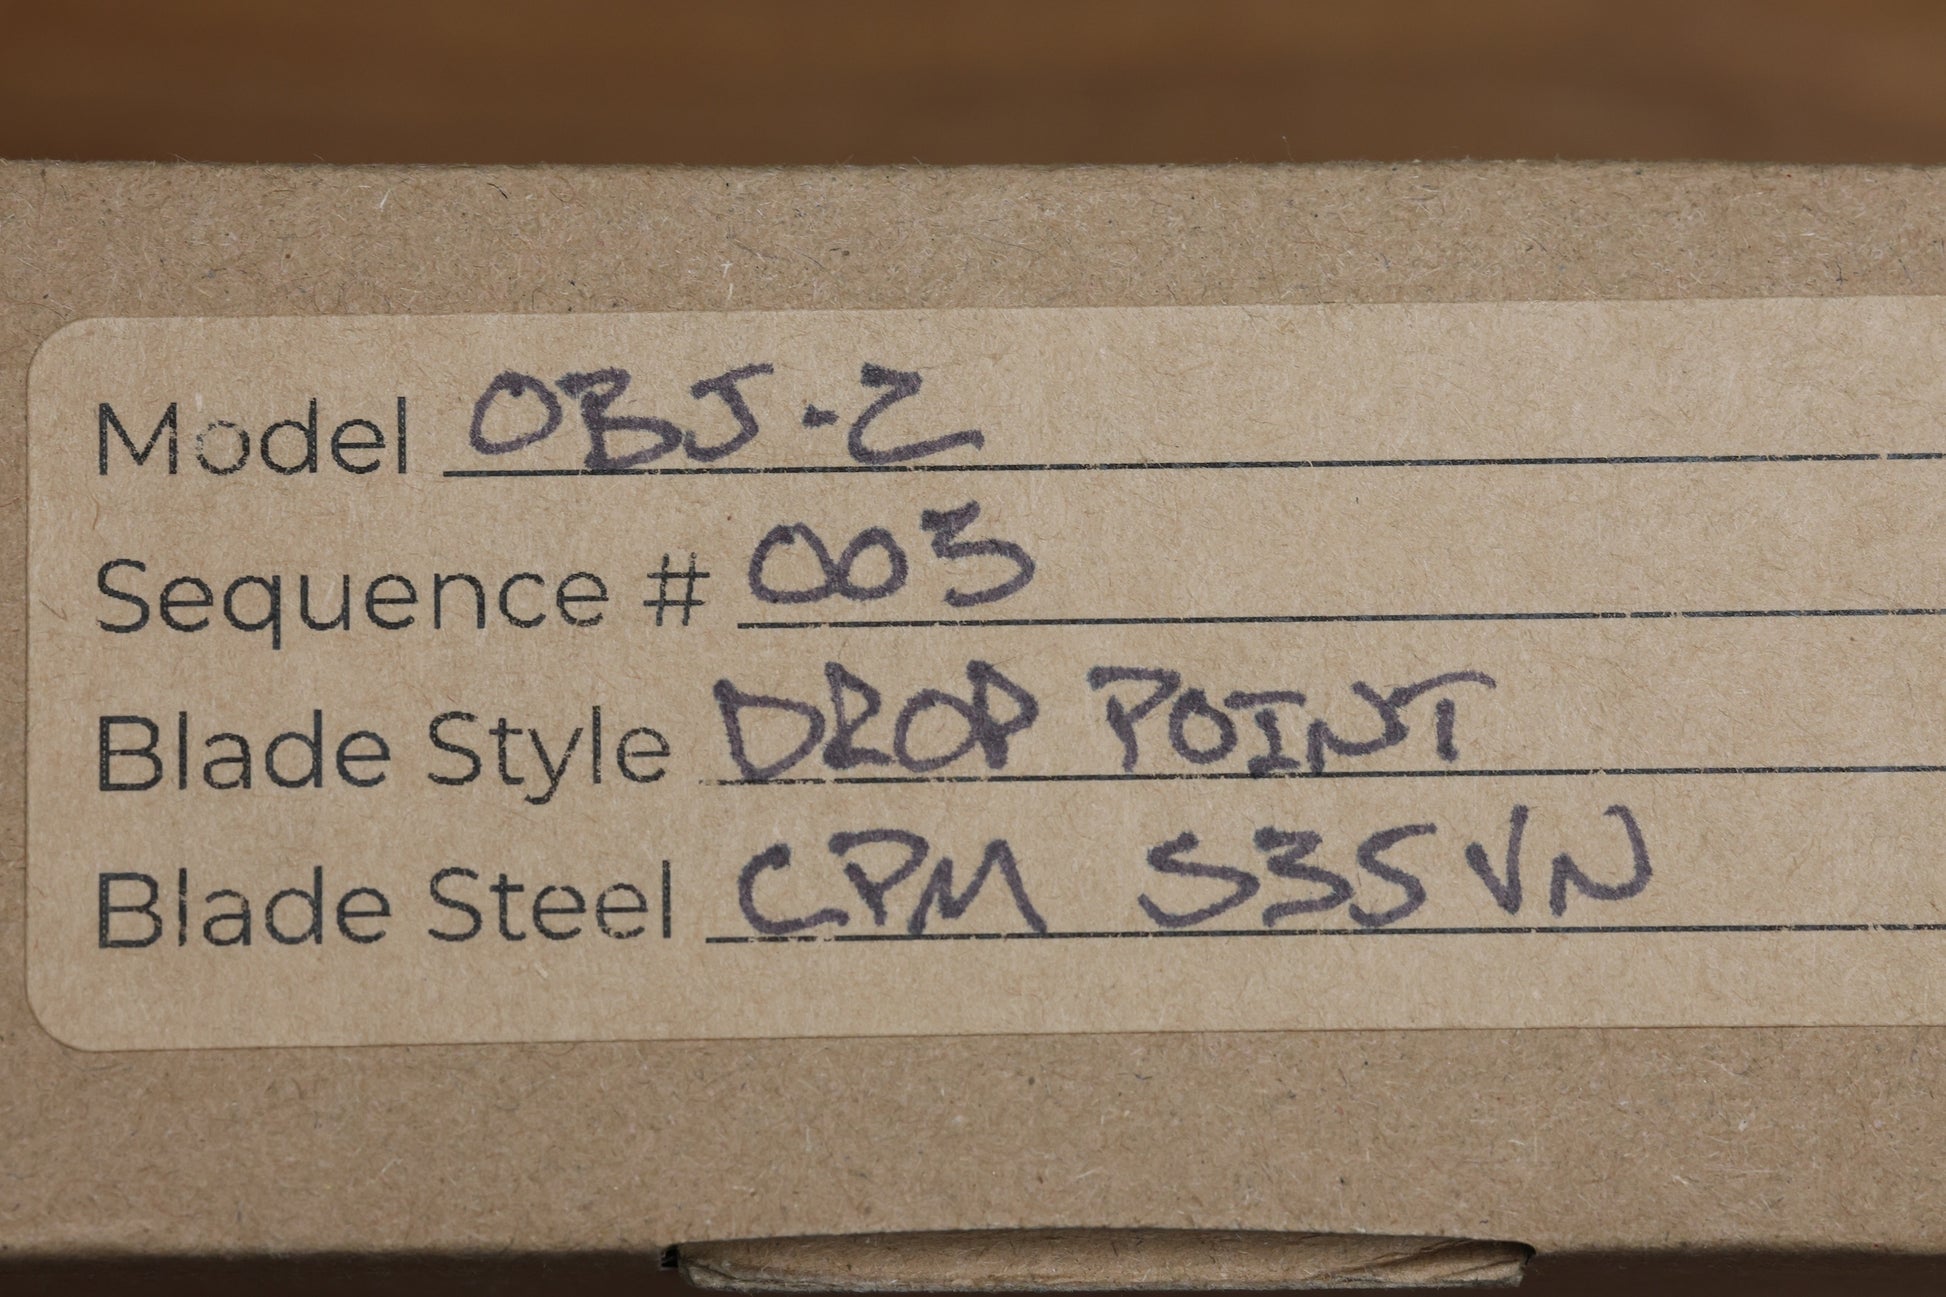 Model OBJ-2
Sequence # 003
Blade Style DROP POINT
Blade Steel CPM S35VN